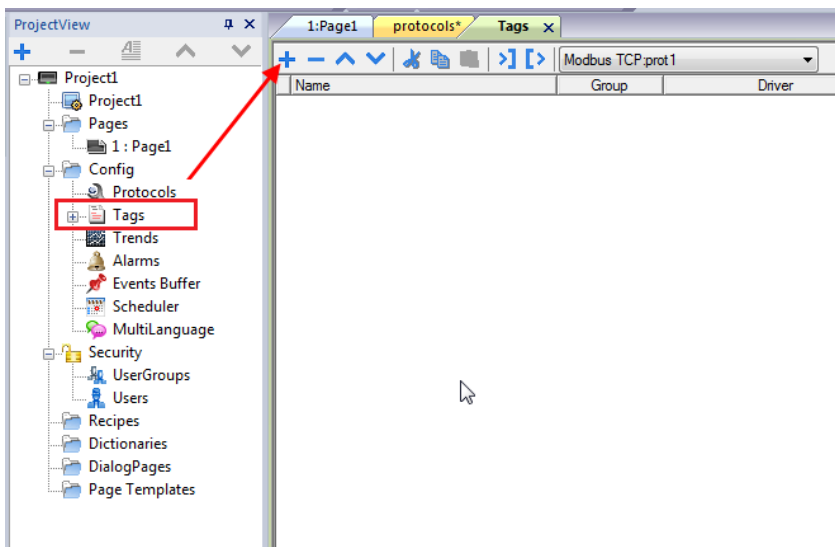 ProjectView
Project1
Project1
Pages
1 : Page1
Config
Protocols
Tags
Trends
Alarms
Events Buffer
Scheduler
MultiLanguage
Security
UserGroups
Users
Recipes
Dictionaries
DialogPages
Page Templates
1:Page1 protocols* Tags
Modbus TCP:prot1
Name Group Driver